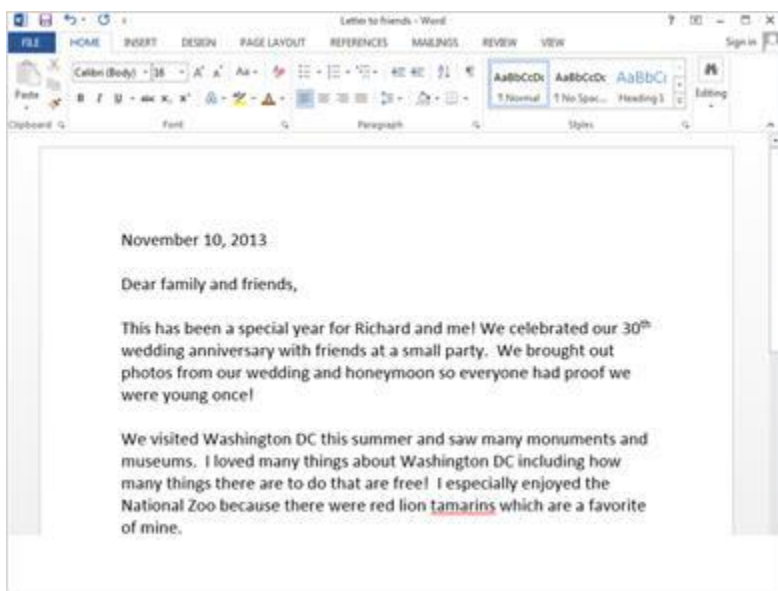 Letter to friends - Word
FILE HOME INSERT DESIGN PAGE LAYOUT REFERENCES MAILINGS REVIEW VIEW Sign in
Calibri (Body) 16
Paste
AaBbCcDc AaBbCcDc AaBbCc
¶ Normal ¶ No Spac... Heading 1
Editing
Clipboard Font Paragraph Styles
November 10, 2013
Dear family and friends,
This has been a special year for Richard and me! We celebrated our 30th
wedding anniversary with friends at a small party.  We brought out
photos from our wedding and honeymoon so everyone had proof we
were young once!
We visited Washington DC this summer and saw many monuments and
museums.  I loved many things about Washington DC including how
many things there are to do that are free!  I especially enjoyed the
National Zoo because there were red lion tamarins which are a favorite
of mine.